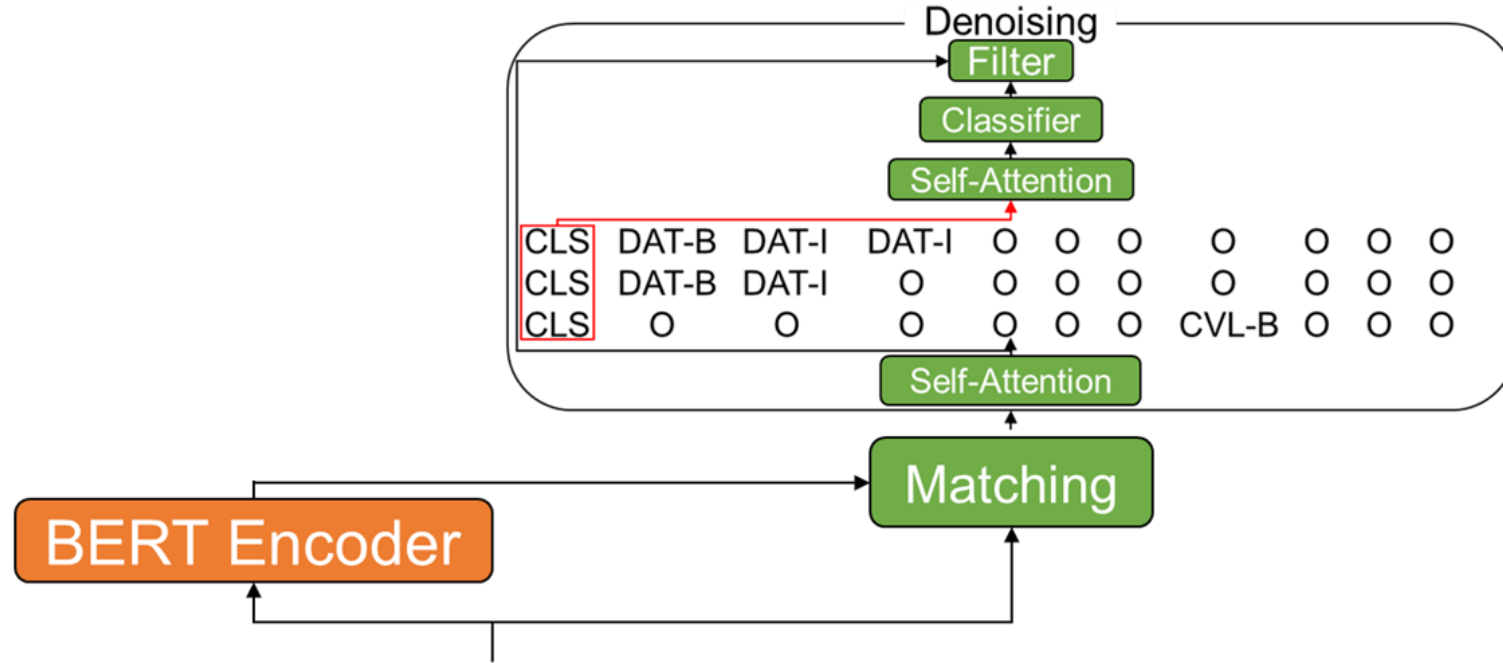 Denoising
Filter
Classifier
Self-Attention
CLS DAT-B DAT-I DAT-I O O O O O O O
CLS DAT-B DAT-I O O O O O O O O
CLS O O O O O O CVL-B O O O
Self-Attention
Matching
BERT Encoder